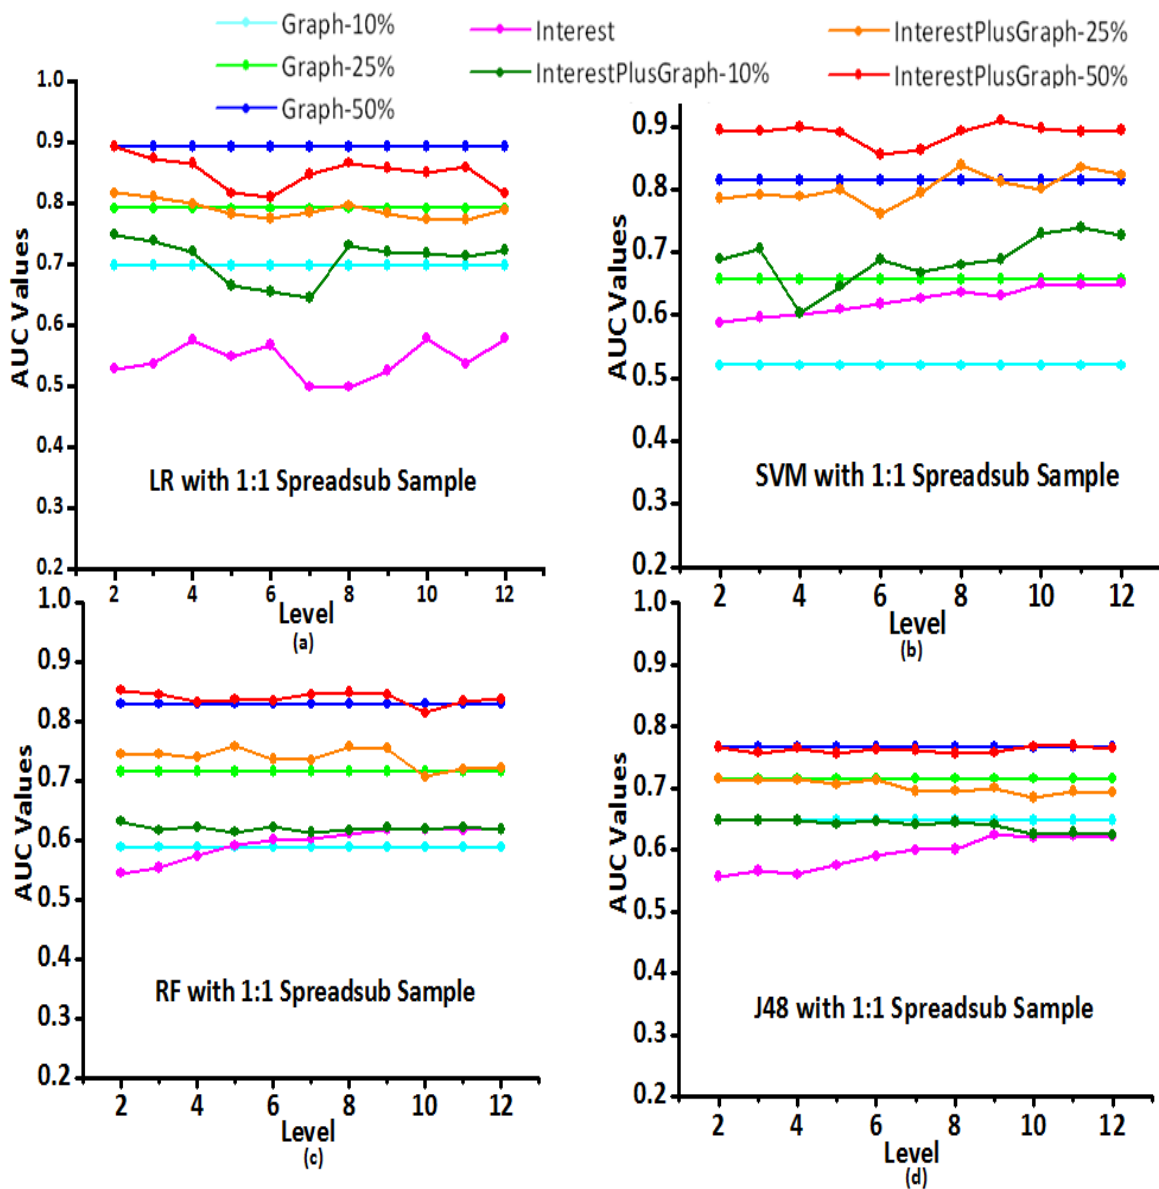 Graph-10%
Interest
InterestPlusGraph-25%
Graph-25%
InterestPlusGraph-10%
InterestPlusGraph-50%
Graph-50%
1.0
0.9
0.8
0.7
0.6
0.5
0.4
0.3
0.2
AUC Values
LR with 1:1 Spreadsub Sample
2 4 6 8 10 12
Level
(a)
0.9
0.8
0.7
0.6
0.5
0.4
0.3
0.2
AUC Values
SVM with 1:1 Spreadsub Sample
2 4 6 8 10 12
Level
(b)
1.0
0.9
0.8
0.7
0.6
0.5
0.4
0.3
0.2
AUC Values
RF with 1:1 Spreadsub Sample
2 4 6 8 10 12
Level
(c)
1.0
0.9
0.8
0.7
0.6
0.5
0.4
0.3
0.2
AUC Values
J48 with 1:1 Spreadsub Sample
2 4 6 8 10 12
Level
(d)